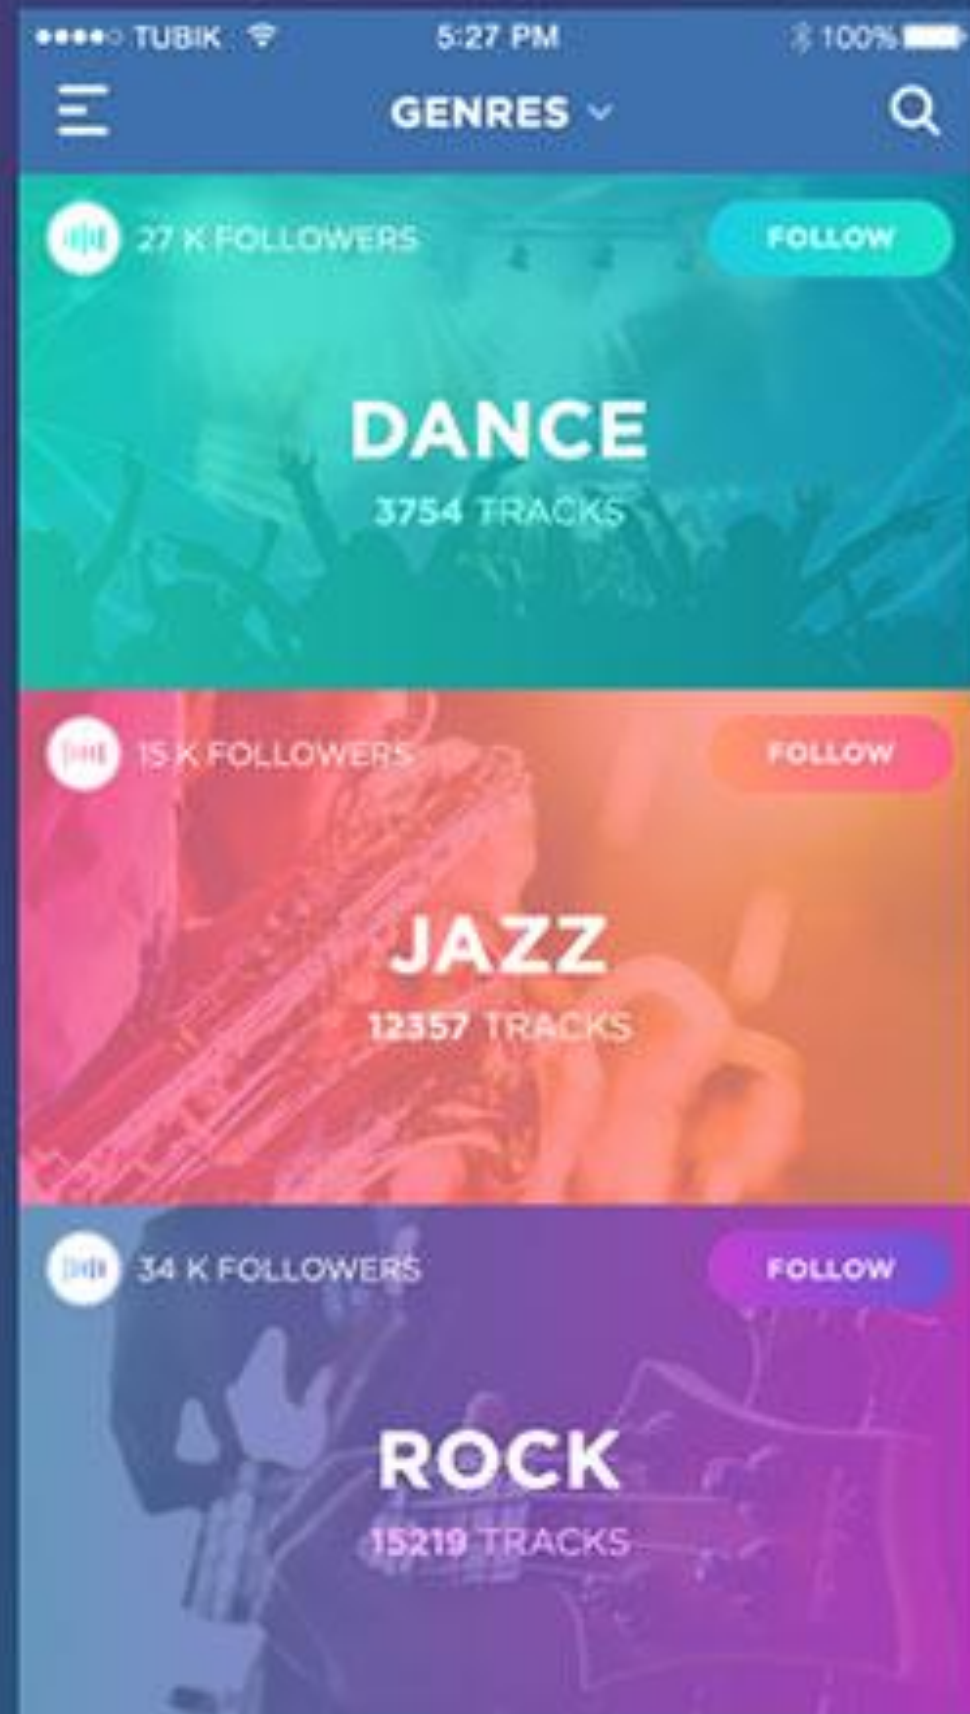 TUBIK 5:27 PM 100%
GENRES
27 K FOLLOWERS FOLLOW
DANCE
3754 TRACKS
15 K FOLLOWERS FOLLOW
JAZZ
12357 TRACKS
34 K FOLLOWERS FOLLOW
ROCK
15219 TRACKS